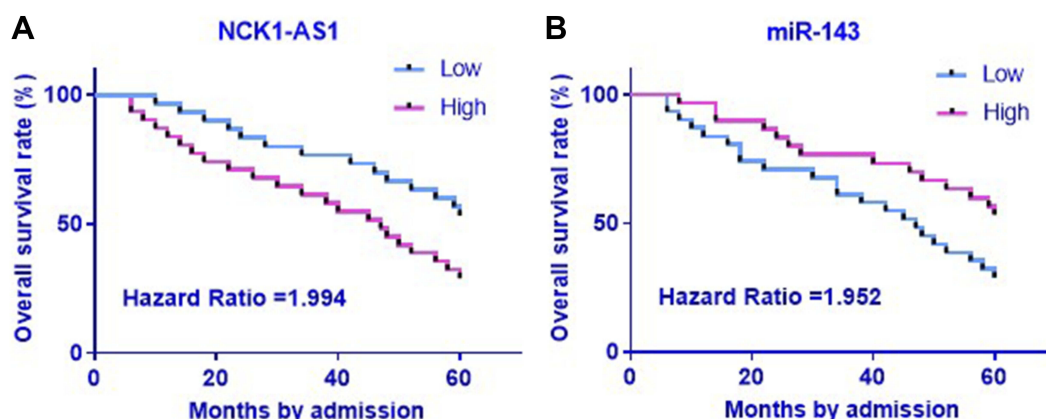 A
NCK1-AS1
Low
High
Overall survival rate (% )
100
50
0
Hazard Ratio =1.994
0 20 40 60
Months by admission
B
miR-143
Low
High
Overall survival rate (% )
100
50
0
Hazard Ratio =1.952
0 20 40 60
Months by admission